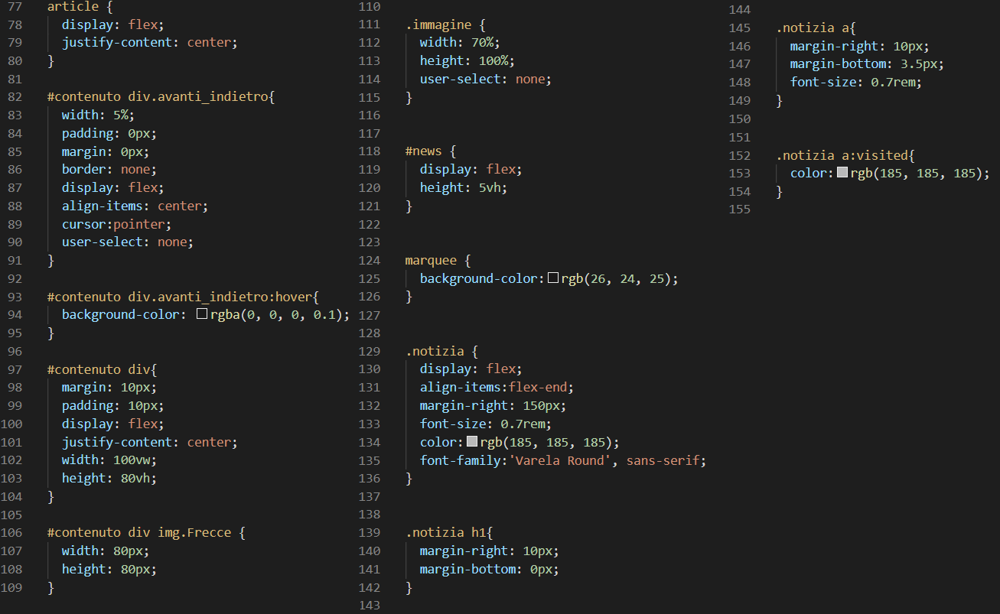 77 article {
78 display: flex;
79 justify-content: center;
80 }
81
82 #contenuto div.avanti_indietro{
83 width: 5%;
84 padding: 0px;
85 margin: 0px;
86 border: none;
87 display: flex;
88 align-items: center;
89 cursor:pointer;
90 user-select: none;
91 }
92
93 #contenuto div.avanti_indietro:hover{
94 background-color: rgba(0, 0, 0, 0.1);
95 }
96
97 #contenuto div{
98 margin: 10px;
99 padding: 10px;
100 display: flex;
101 justify-content: center;
102 width: 100vw;
103 height: 80vh;
104 }
105
106 #contenuto div img.Frecce {
107 width: 80px;
108 height: 80px;
109 }
110
111 .immagine {
112 width: 70%;
113 height: 100%;
114 user-select: none;
115 }
116
117
118 #news {
119 display: flex;
120 height: 5vh;
121 }
122
123
124 marquee {
125 background-color: rgb(26, 24, 25);
126 }
127
128
129 .notizia {
130 display: flex;
131 align-items:flex-end;
132 margin-right: 150px;
133 font-size: 0.7rem;
134 color: rgb(185, 185, 185);
135 font-family:'Varela Round', sans-serif;
136 }
137
138
139 .notizia h1{
140 margin-right: 10px;
141 margin-bottom: 0px;
142 }
143
144
145 .notizia a{
146 margin-right: 10px;
147 margin-bottom: 3.5px;
148 font-size: 0.7rem;
149 }
150
151
152 .notizia a:visited{
153 color: rgb(185, 185, 185);
154 }
155